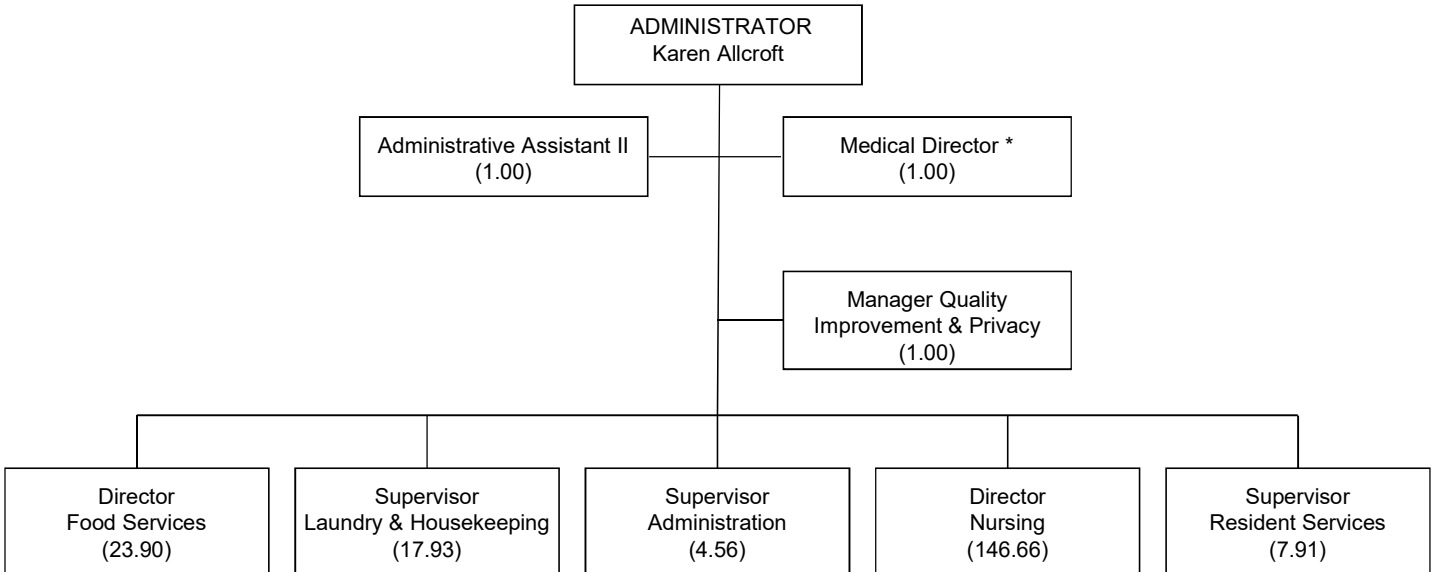 ADMINISTRATOR
Karen Allcroft
Administrative Assistant II
(1.00)
Medical Director *
(1.00)
Manager Quality
Improvement & Privacy
(1.00)
Director
Food Services
(23.90)
Supervisor
Laundry & Housekeeping
(17.93)
Supervisor
Administration
(4.56)
Director
Nursing
(146.66)
Supervisor
Resident Services
(7.91)